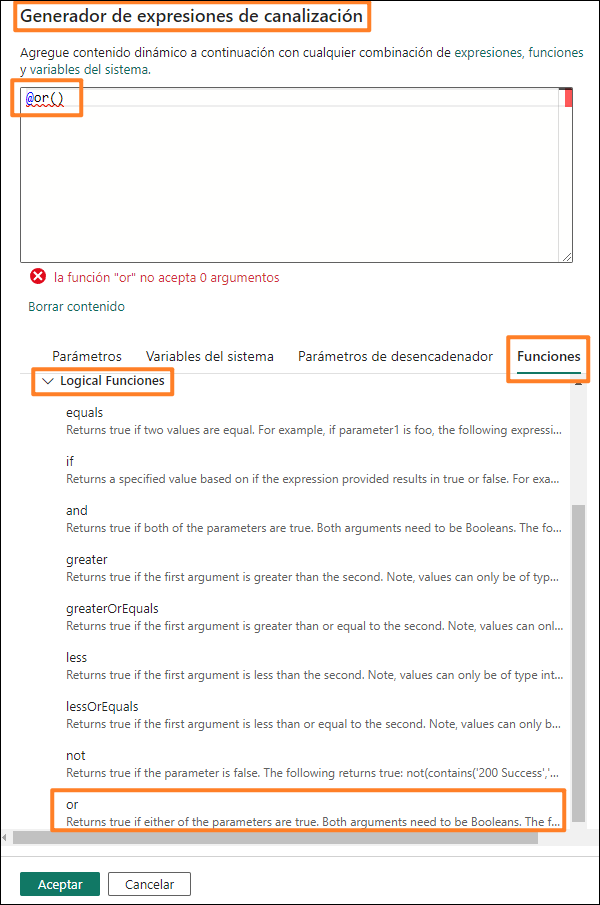 Generador de expresiones de canalización
Agregue contenido dinámico a continuación con cualquier combinación de expresiones, funciones
y variables del sistema.
@or()
la función "or" no acepta 0 argumentos
Borrar contenido
Parámetros Variables del sistema Parámetros de desencadenador Funciones
Logical Funciones
equals
Returns true if two values are equal. For example, if parameter1 is foo, the following expressi...
if
Returns a specified value based on if the expression provided results in true or false. For exa...
and
Returns true if both of the parameters are true. Both arguments need to be Booleans. The fo...
greater
Returns true if the first argument is greater than the second. Note, values can only be of typ...
greaterOrEquals
Returns true if the first argument is greater than or equal to the second. Note, values can onl...
less
Returns true if the first argument is less than the second. Note, values can only be of type int...
lessOrEquals
Returns true if the first argument is less than or equal to the second. Note, values can only b...
not
Returns true if the parameter is false. The following returns true: not(contains('200 Success','...
or
Returns true if either of the parameters are true. Both arguments need to be Booleans. The f...
Aceptar Cancelar